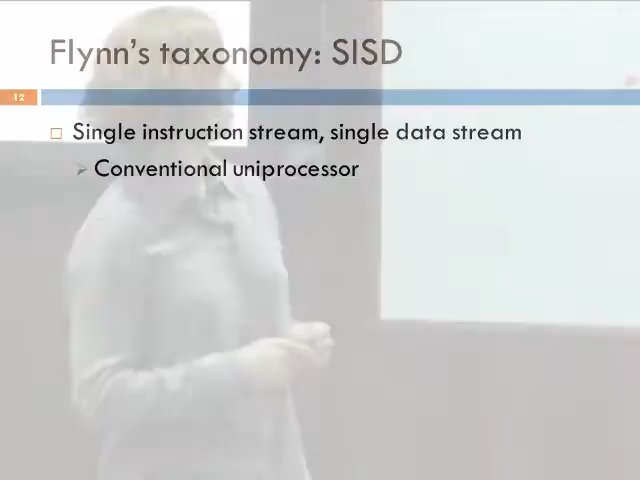 Flynn's taxonomy: SISD
12
Single instruction stream, single data stream
Conventional uniprocessor